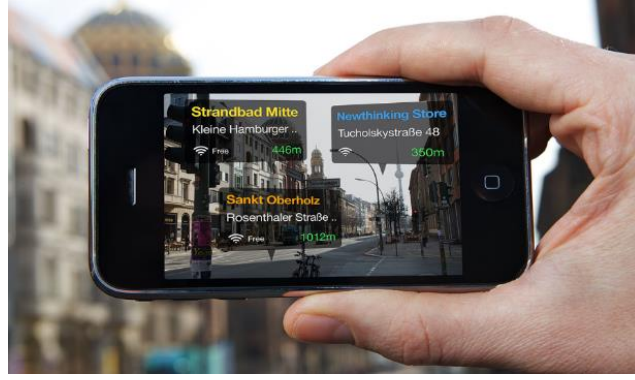 Strandbad Mitte
Kleine Hamburger ..
Free 446m
Newthinking Store
Tucholskystraße 48
350m
Sankt Oberholz
Rosenthaler Straße ..
Free 1012m